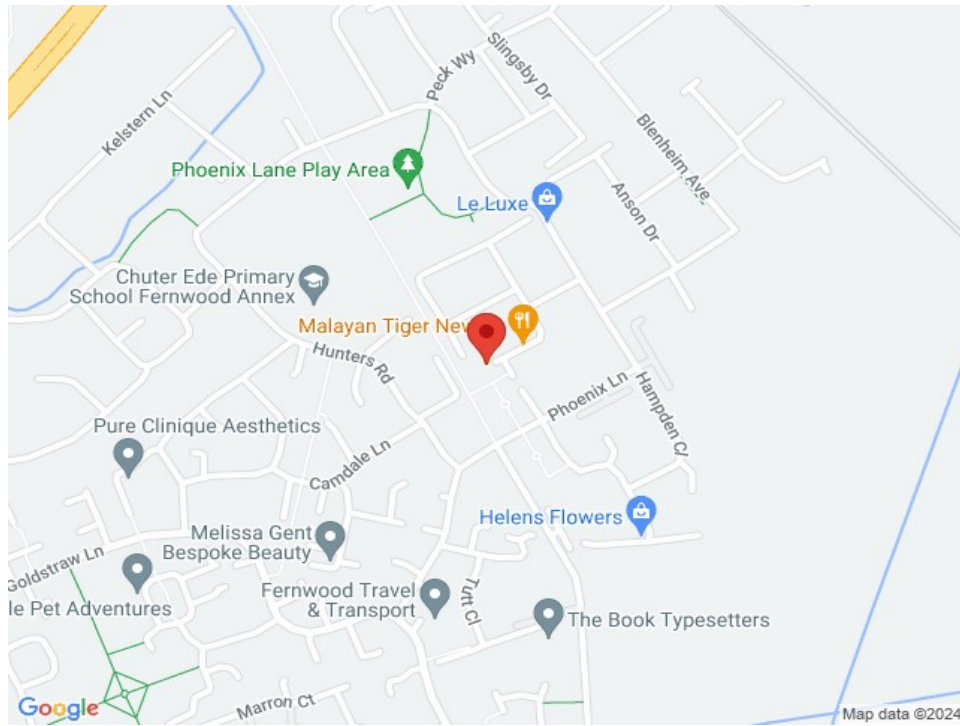 Slingsby Dr
Peck Wy
Kelstern Ln
Blenheim Ave
Phoenix Lane Play Area
Le Luxe
Anson Dr
Chuter Ede Primary
School Fernwood Annex
Malayan Tiger New
Hunters Rd
Phoenix Ln
Hampden Cl
Pure Clinique Aesthetics
Camdale Ln
Helens Flowers
Melissa Gent
Bespoke Beauty
Goldstraw Ln
le Pet Adventures
Fernwood Travel
& Transport
Tutt Cl
The Book Typesetters
Marron Ct
Google
Map data ©2024